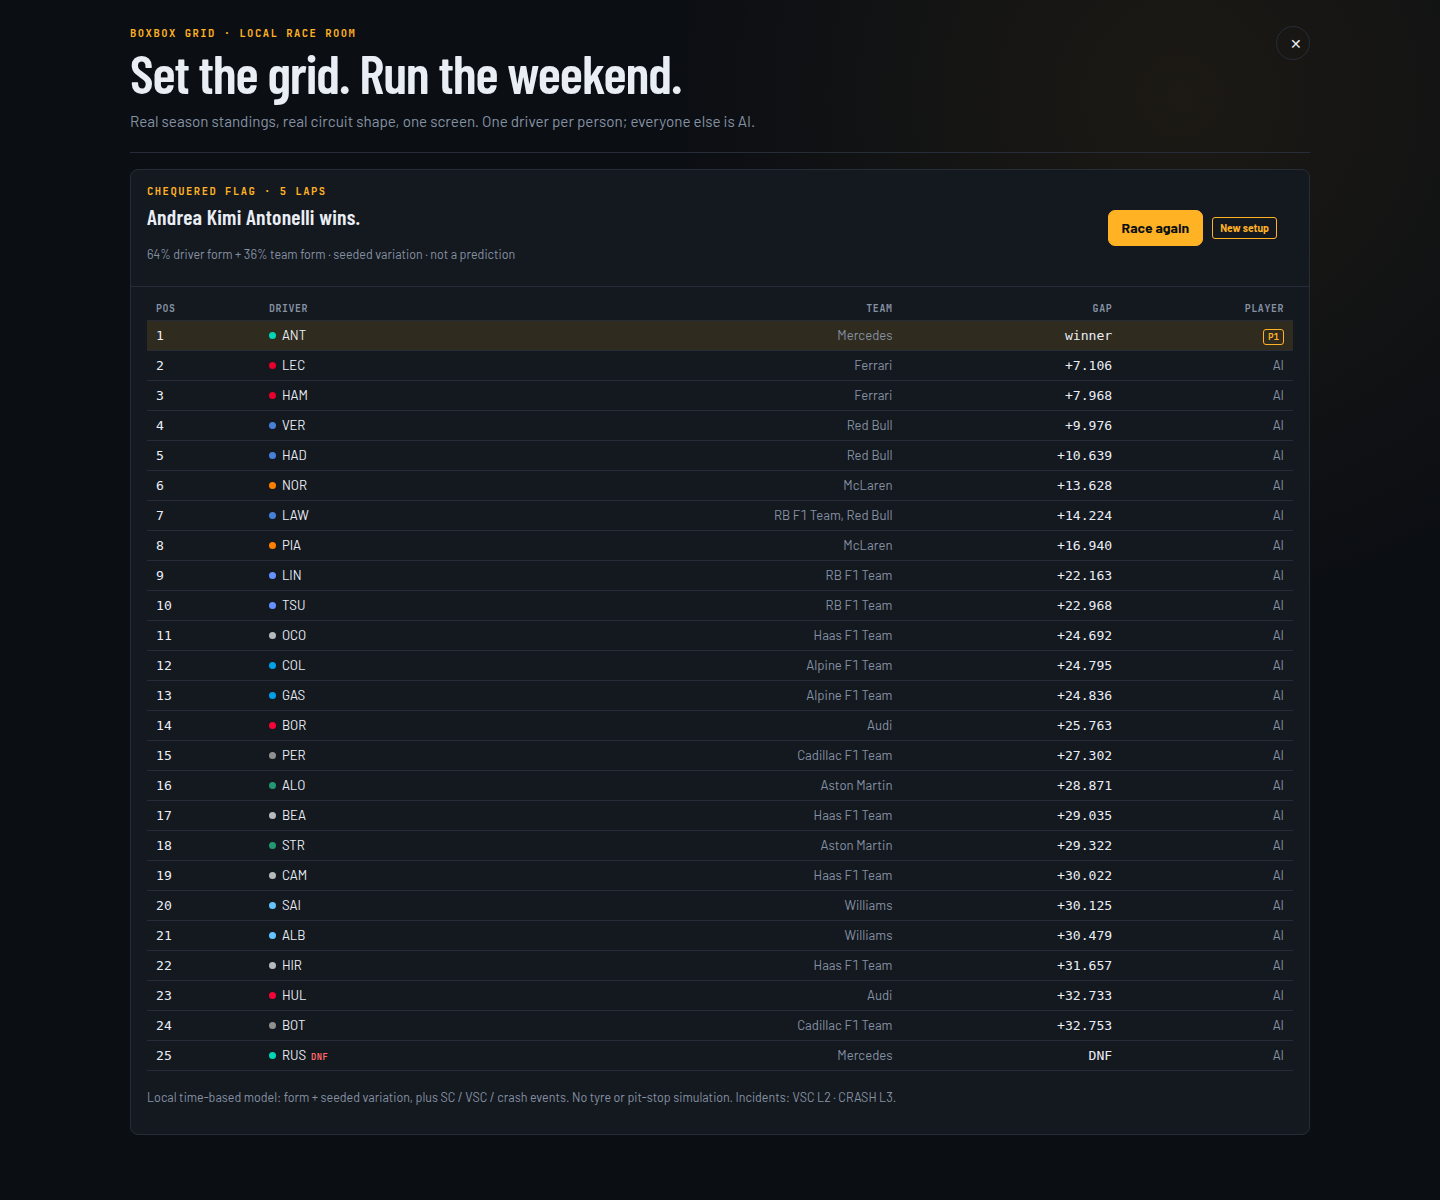 BOXBOX GRID · LOCAL RACE ROOM
✕
Set the grid. Run the weekend.
Real season standings, real circuit shape, one screen. One driver per person; everyone else is AI.
CHEQUERED FLAG · 5 LAPS
Andrea Kimi Antonelli wins.
Race again New setup
64% driver form + 36% team form · seeded variation · not a prediction
POS DRIVER TEAM GAP PLAYER
1 ANT Mercedes winner P1
2 LEC Ferrari +7.106 AI
3 HAM Ferrari +7.968 AI
4 VER Red Bull +9.976 AI
5 HAD Red Bull +10.639 AI
6 NOR McLaren +13.628 AI
7 LAW RB F1 Team, Red Bull +14.224 AI
8 PIA McLaren +16.940 AI
9 LIN RB F1 Team +22.163 AI
10 TSU RB F1 Team +22.968 AI
11 OCO Haas F1 Team +24.692 AI
12 COL Alpine F1 Team +24.795 AI
13 GAS Alpine F1 Team +24.836 AI
14 BOR Audi +25.763 AI
15 PER Cadillac F1 Team +27.302 AI
16 ALO Aston Martin +28.871 AI
17 BEA Haas F1 Team +29.035 AI
18 STR Aston Martin +29.322 AI
19 CAM Haas F1 Team +30.022 AI
20 SAI Williams +30.125 AI
21 ALB Williams +30.479 AI
22 HIR Haas F1 Team +31.657 AI
23 HUL Audi +32.733 AI
24 BOT Cadillac F1 Team +32.753 AI
25 RUS DNF Mercedes DNF AI
Local time-based model: form + seeded variation, plus SC / VSC / crash events. No tyre or pit-stop simulation. Incidents: VSC L2 · CRASH L3.